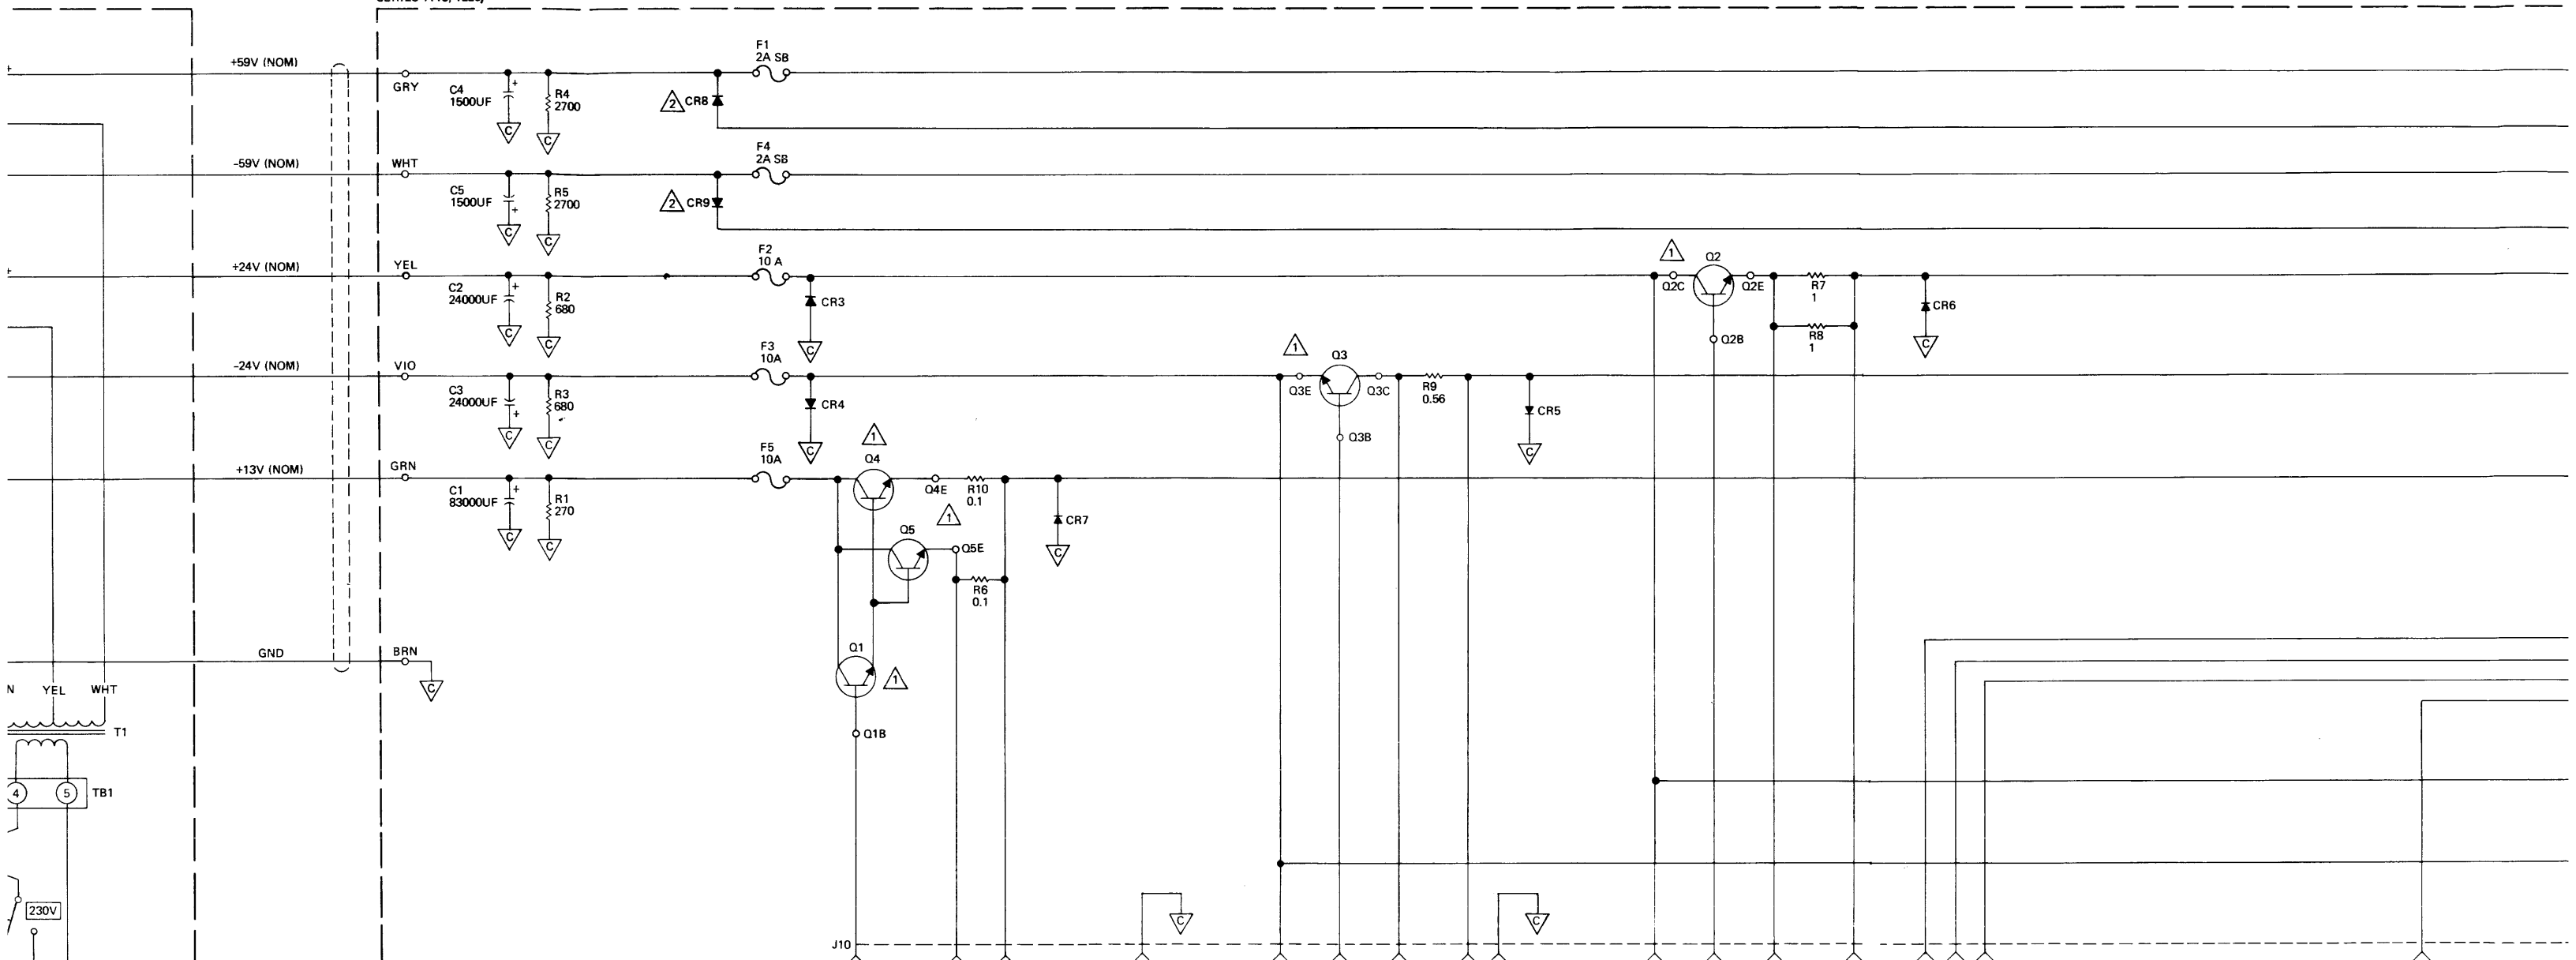 +59V (NOM)
GRY
C4
1500UF
+
R4
2700
C
C
2
CR8
F1
2A SB
-59V (NOM)
WHT
C5
1500UF
+
R5
2700
C
C
2
CR9
F4
2A SB
+24V (NOM)
YEL
C2
24000UF
+
R2
680
C
C
F2
10 A
CR3
C
1
Q2C
Q2
Q2E
Q2B
R7
1
R8
1
CR6
C
-24V (NOM)
VIO
C3
24000UF
+
R3
680
C
C
F3
10A
CR4
C
1
Q3E
Q3
Q3C
Q3B
R9
0.56
CR5
C
+13V (NOM)
GRN
C1
83000UF
+
R1
270
C
C
F5
10A
1
Q4
Q4E
R10
0.1
1
Q5
Q5E
R6
0.1
CR7
C
GND
BRN
C
Q1
1
Q1B
N
YEL
WHT
T1
4
5
TB1
230V
C
C
J10